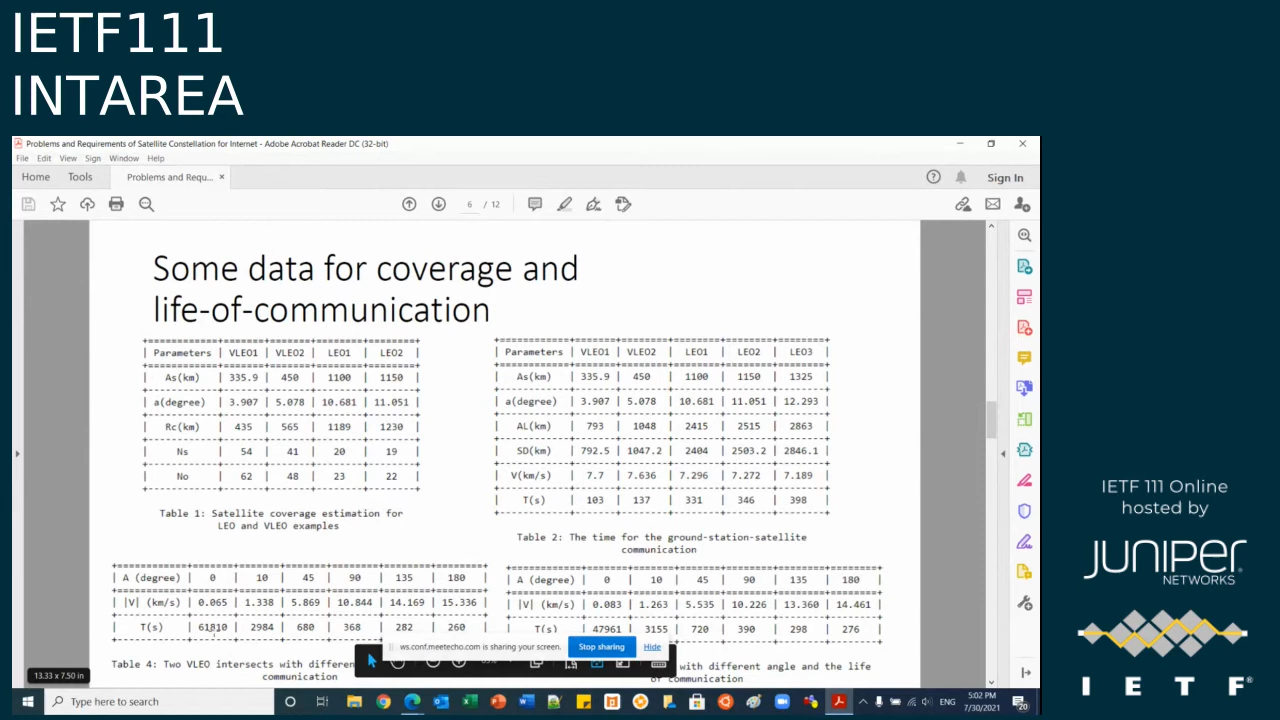 IETF111
INTAREA
Problems and Requirements of Satellite Constellation for Internet - Adobe Acrobat Reader DC (32-bit)
File Edit View Sign Window Help
Home Tools Problems and Requ... × Sign In
6 / 12
Some data for coverage and
life-of-communication
| Parameters | VLEO1 | VLEO2 | LEO1 | LEO2 |
| As(km) | 335.9 | 450 | 1100 | 1150 |
| a(degree) | 3.907 | 5.078 | 10.681 | 11.051 |
| Rc(km) | 435 | 565 | 1189 | 1230 |
| Ns | 54 | 41 | 20 | 19 |
| No | 62 | 48 | 23 | 22 |
Table 1: Satellite coverage estimation for
LEO and VLEO examples
| Parameters | VLEO1 | VLEO2 | LEO1 | LEO2 | LEO3 |
| As(km) | 335.9 | 450 | 1100 | 1150 | 1325 |
| a(degree) | 3.907 | 5.078 | 10.681 | 11.051 | 12.293 |
| AL(km) | 793 | 1048 | 2415 | 2515 | 2863 |
| SD(km) | 792.5 | 1047.2 | 2404 | 2503.2 | 2846.1 |
| V(km/s) | 7.7 | 7.636 | 7.296 | 7.272 | 7.189 |
| T(s) | 103 | 137 | 331 | 346 | 398 |
Table 2: The time for the ground-station-satellite
communication
| A (degree) | 0 | 10 | 45 | 90 | 135 | 180 |
| |V| (km/s) | 0.065 | 1.338 | 5.869 | 10.844 | 14.169 | 15.336 |
| T(s) | 61810 | 2984 | 680 | 368 | 282 | 260 |
Table 4: Two VLEO intersects with differen
communication
| A (degree) | 0 | 10 | 45 | 90 | 135 | 180 |
| |V| (km/s) | 0.083 | 1.263 | 5.535 | 10.226 | 13.360 | 14.461 |
| T(s) | 47961 | 3155 | 720 | 390 | 298 | 276 |
with different angle and the life
of communication
ws.conf.meetecho.com is sharing your screen. Stop sharing Hide
13.33 x 7.50 in
Type here to search
ENG
5:02 PM
7/30/2021
20
IETF 111 Online
hosted by
JUNIPER
NETWORKS
I E T F®